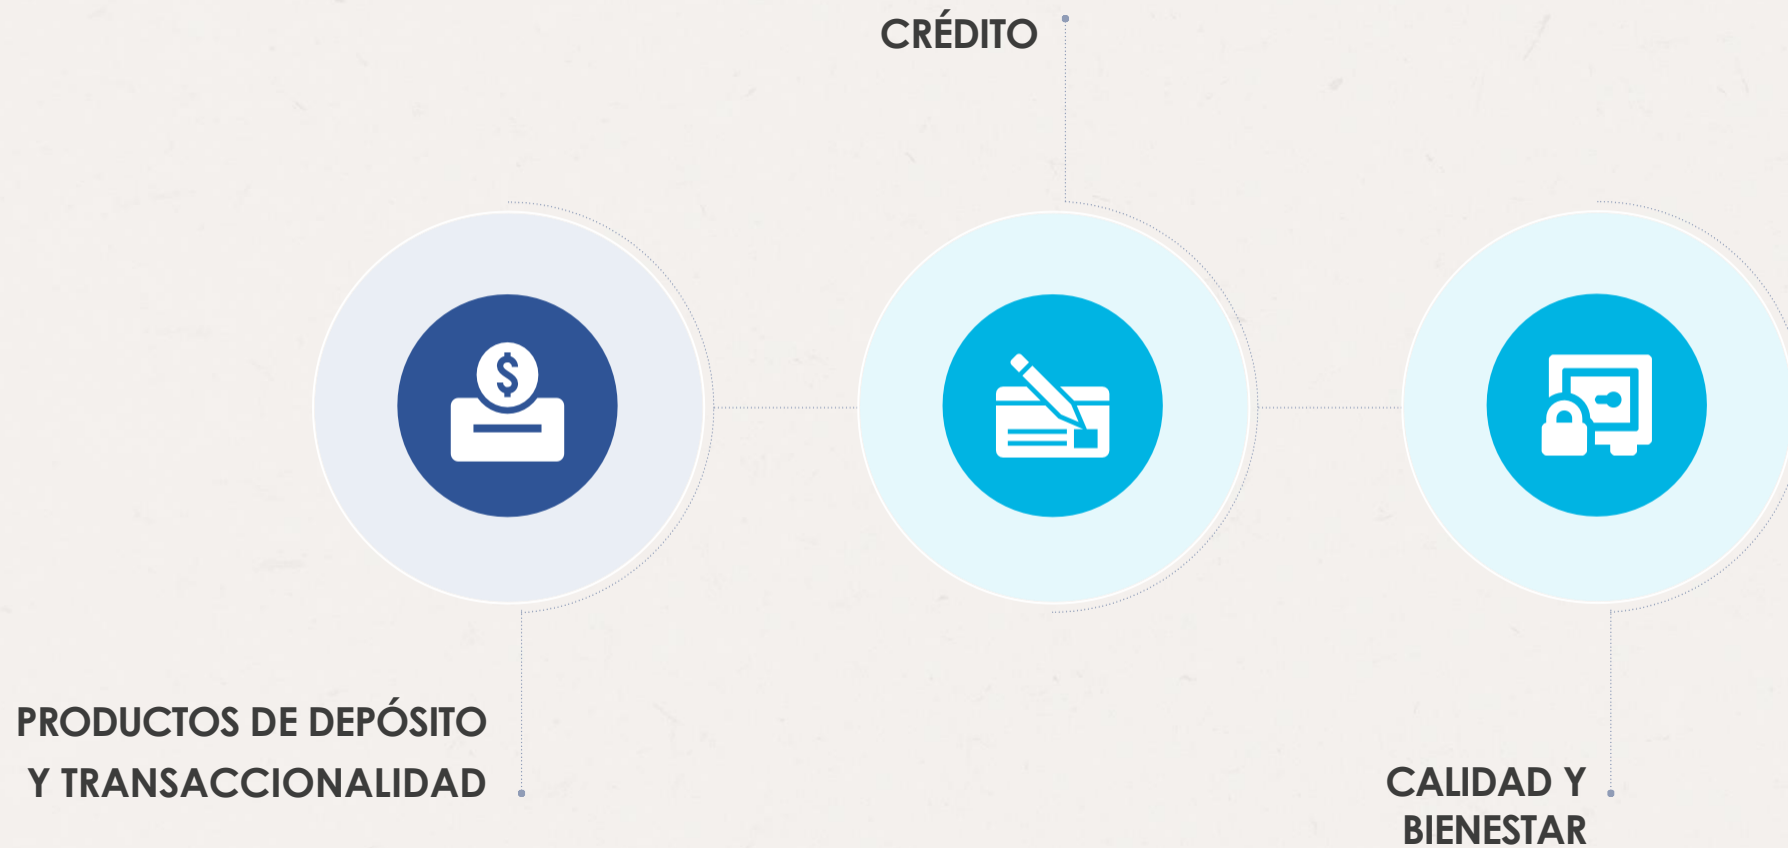 CRÉDITO
$
PRODUCTOS DE DEPÓSITO
Y TRANSACCIONALIDAD
CALIDAD Y
BIENESTAR